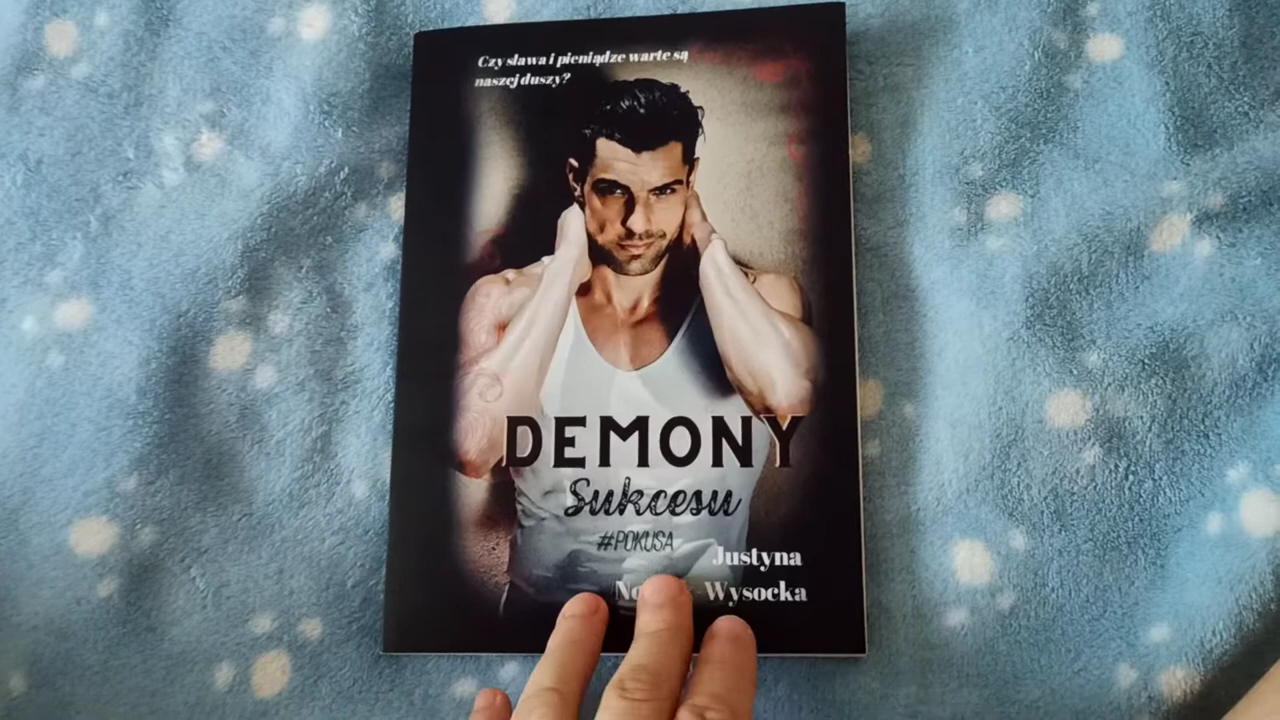 Czy sława i pieniądze warte są
naszej duszy?
DEMONY
Sukcesu
#POKUSA
Justyna
Wysocka